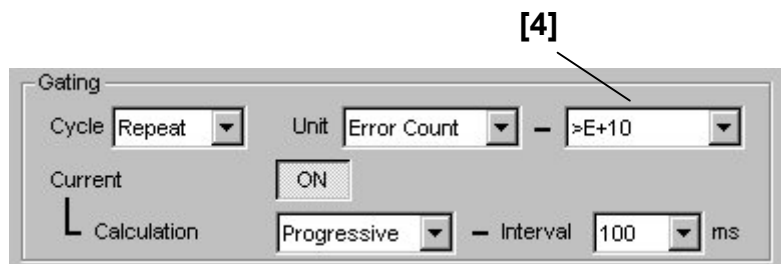 [4]
Gating
Cycle Repeat Unit Error Count – >E+10
Current ON
Calculation Progressive – Interval 100 ms